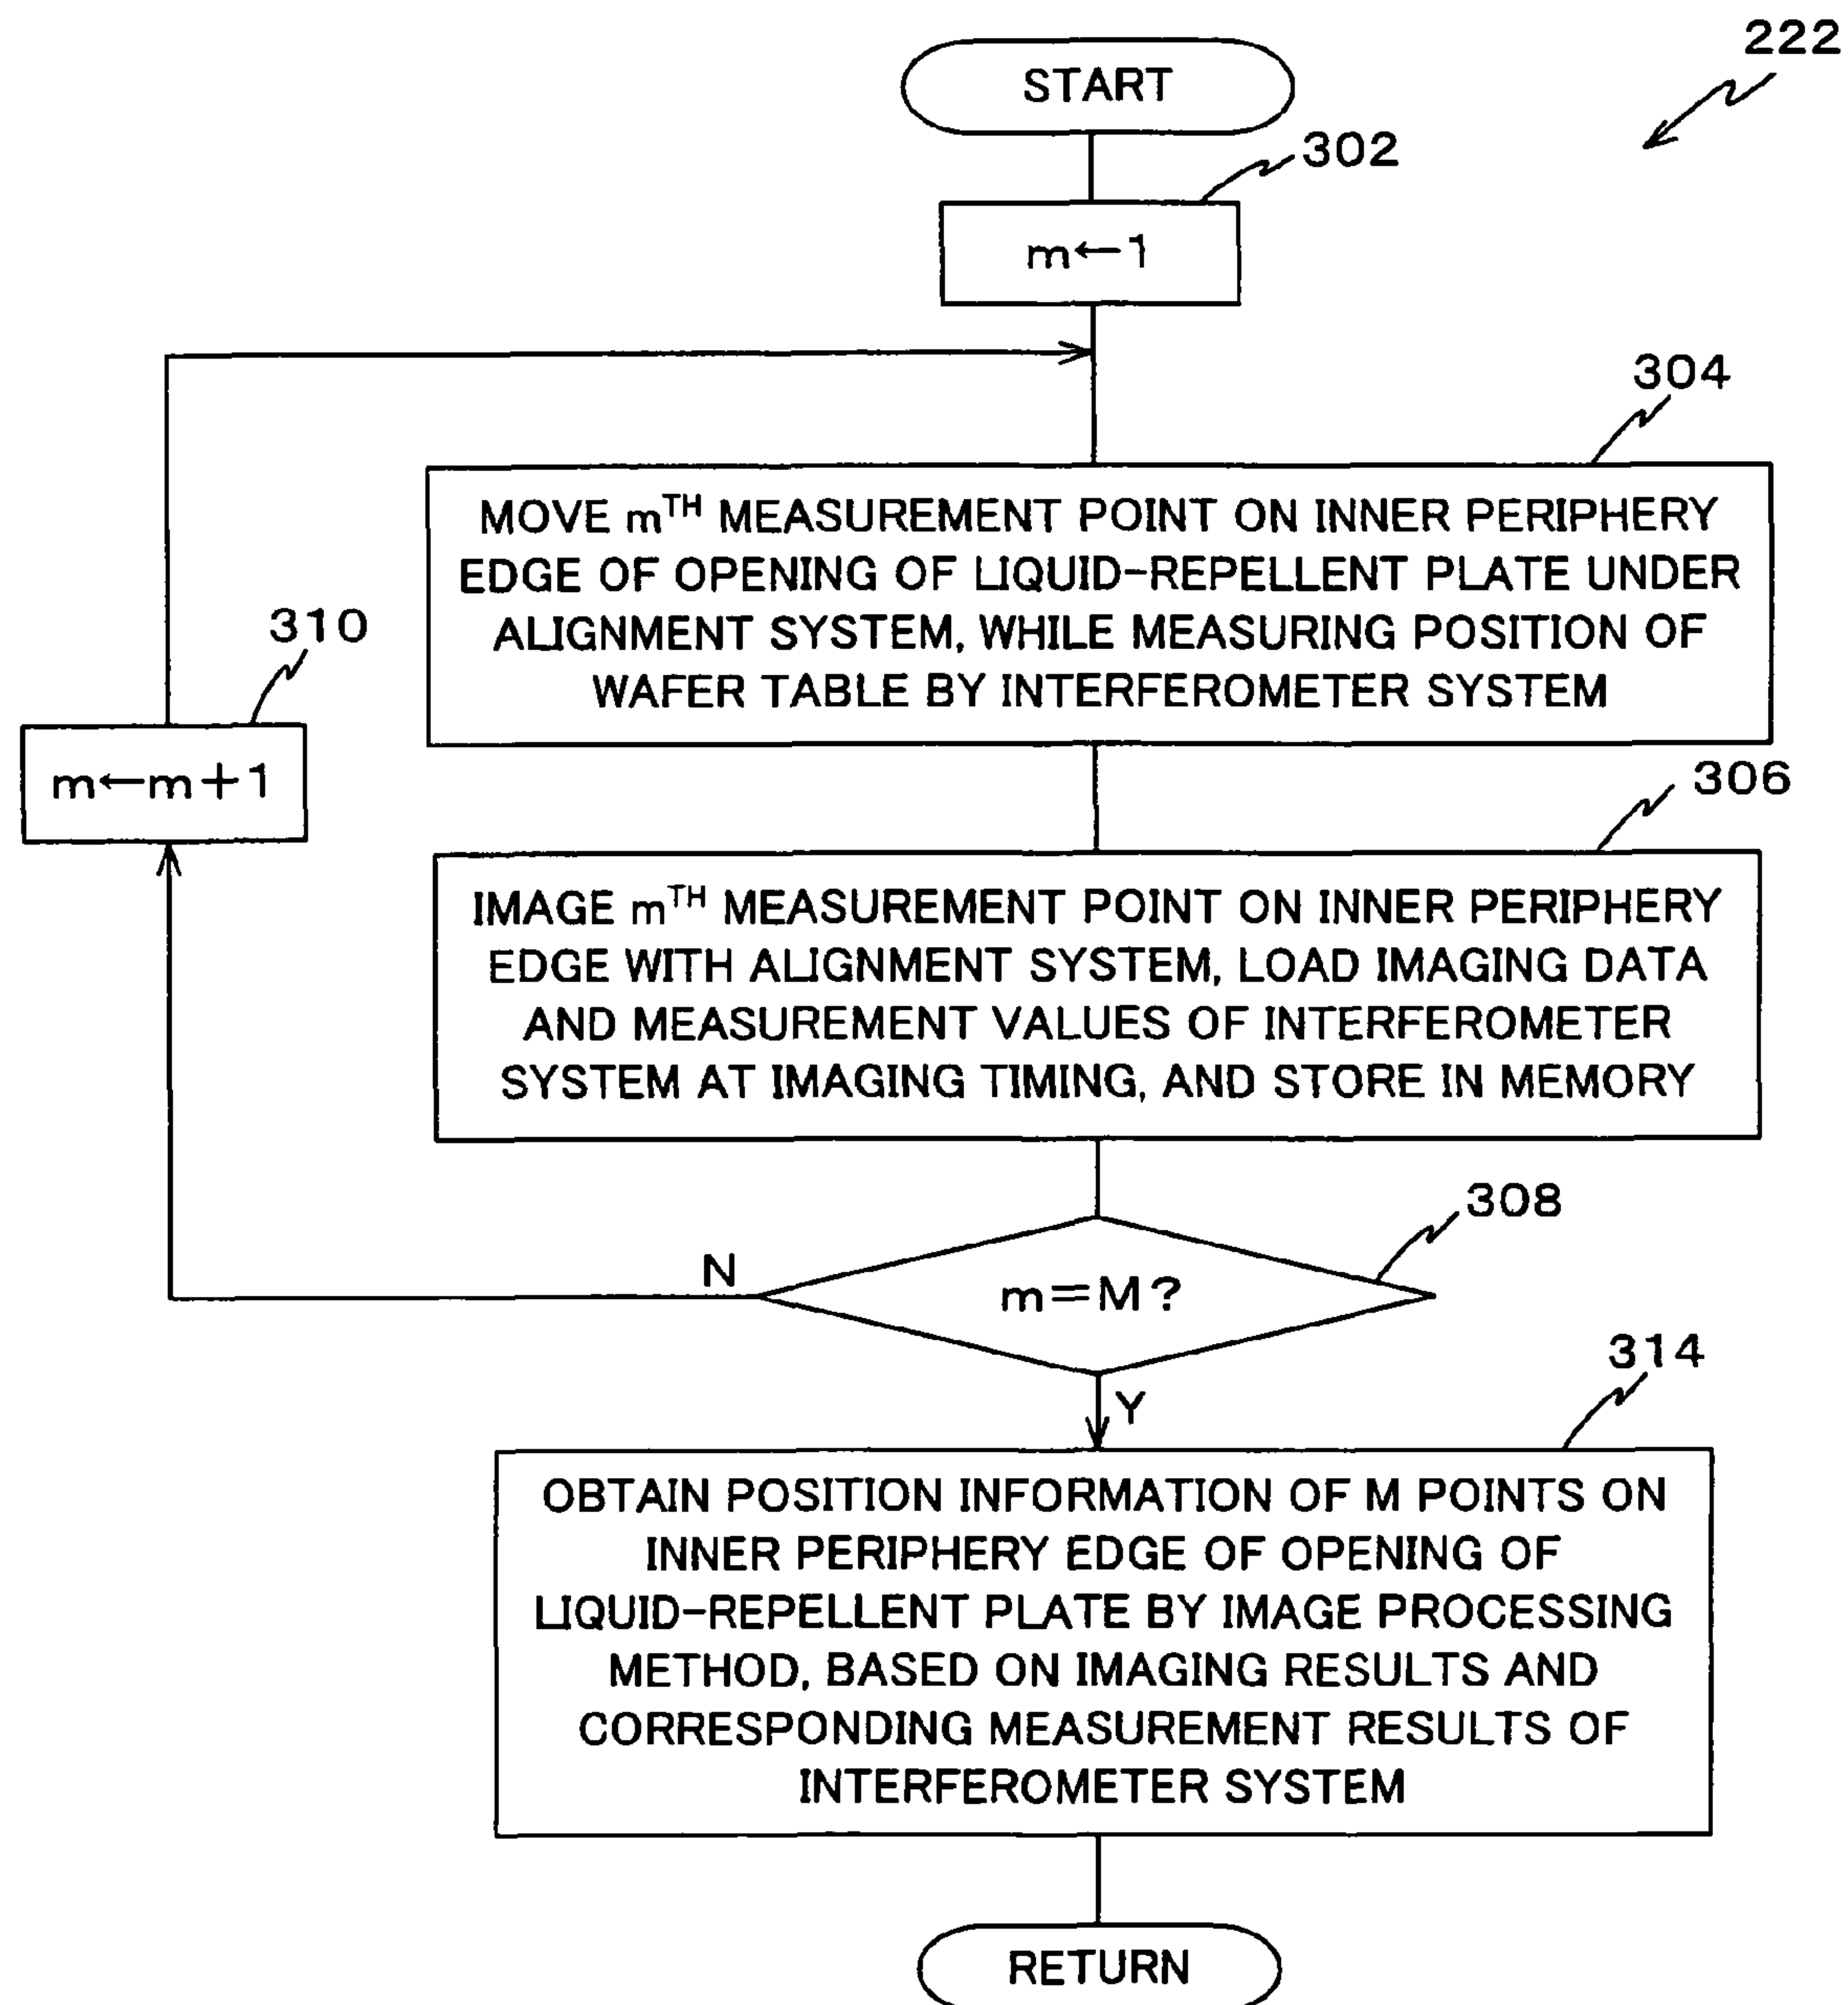 222
START
302
m←1
304
MOVE mTH MEASUREMENT POINT ON INNER PERIPHERY
EDGE OF OPENING OF LIQUID-REPELLENT PLATE UNDER
ALIGNMENT SYSTEM, WHILE MEASURING POSITION OF
WAFER TABLE BY INTERFEROMETER SYSTEM
310
m←m+1
306
IMAGE mTH MEASUREMENT POINT ON INNER PERIPHERY
EDGE WITH ALIGNMENT SYSTEM, LOAD IMAGING DATA
AND MEASUREMENT VALUES OF INTERFEROMETER
SYSTEM AT IMAGING TIMING, AND STORE IN MEMORY
308
N
m=M?
Y
314
OBTAIN POSITION INFORMATION OF M POINTS ON
INNER PERIPHERY EDGE OF OPENING OF
LIQUID-REPELLENT PLATE BY IMAGE PROCESSING
METHOD, BASED ON IMAGING RESULTS AND
CORRESPONDING MEASUREMENT RESULTS OF
INTERFEROMETER SYSTEM
RETURN